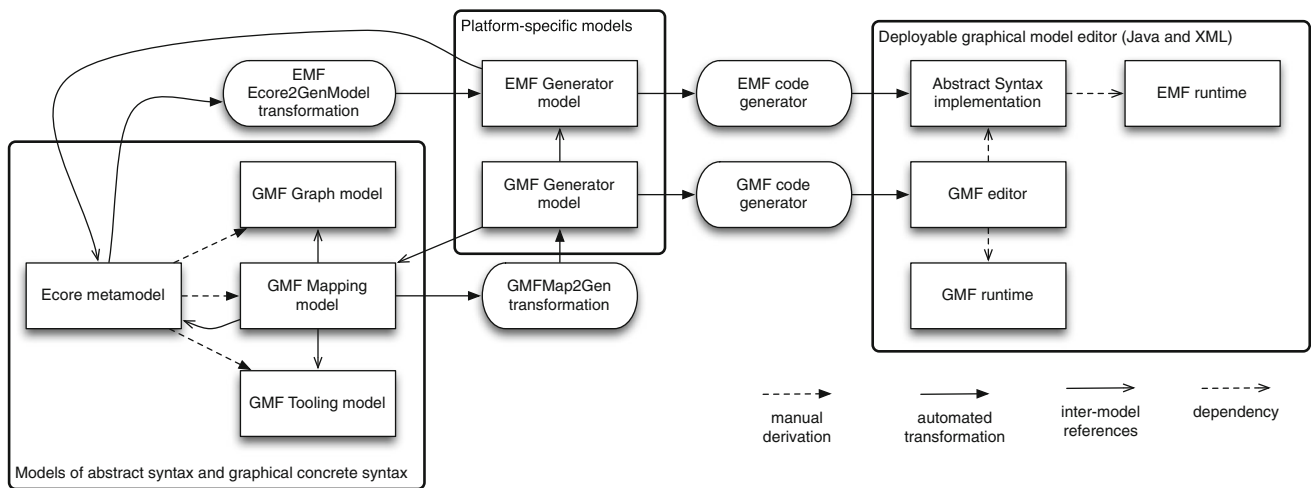 Platform-specific models
Deployable graphical model editor (Java and XML)
EMF
Ecore2GenModel
transformation
EMF Generator
model
EMF code
generator
Abstract Syntax
implementation
EMF runtime
GMF Graph model
GMF Generator
model
GMF code
generator
GMF editor
Ecore metamodel
GMF Mapping
model
GMFMap2Gen
transformation
GMF runtime
GMF Tooling model
manual
derivation
automated
transformation
inter-model
references
dependency
Models of abstract syntax and graphical concrete syntax